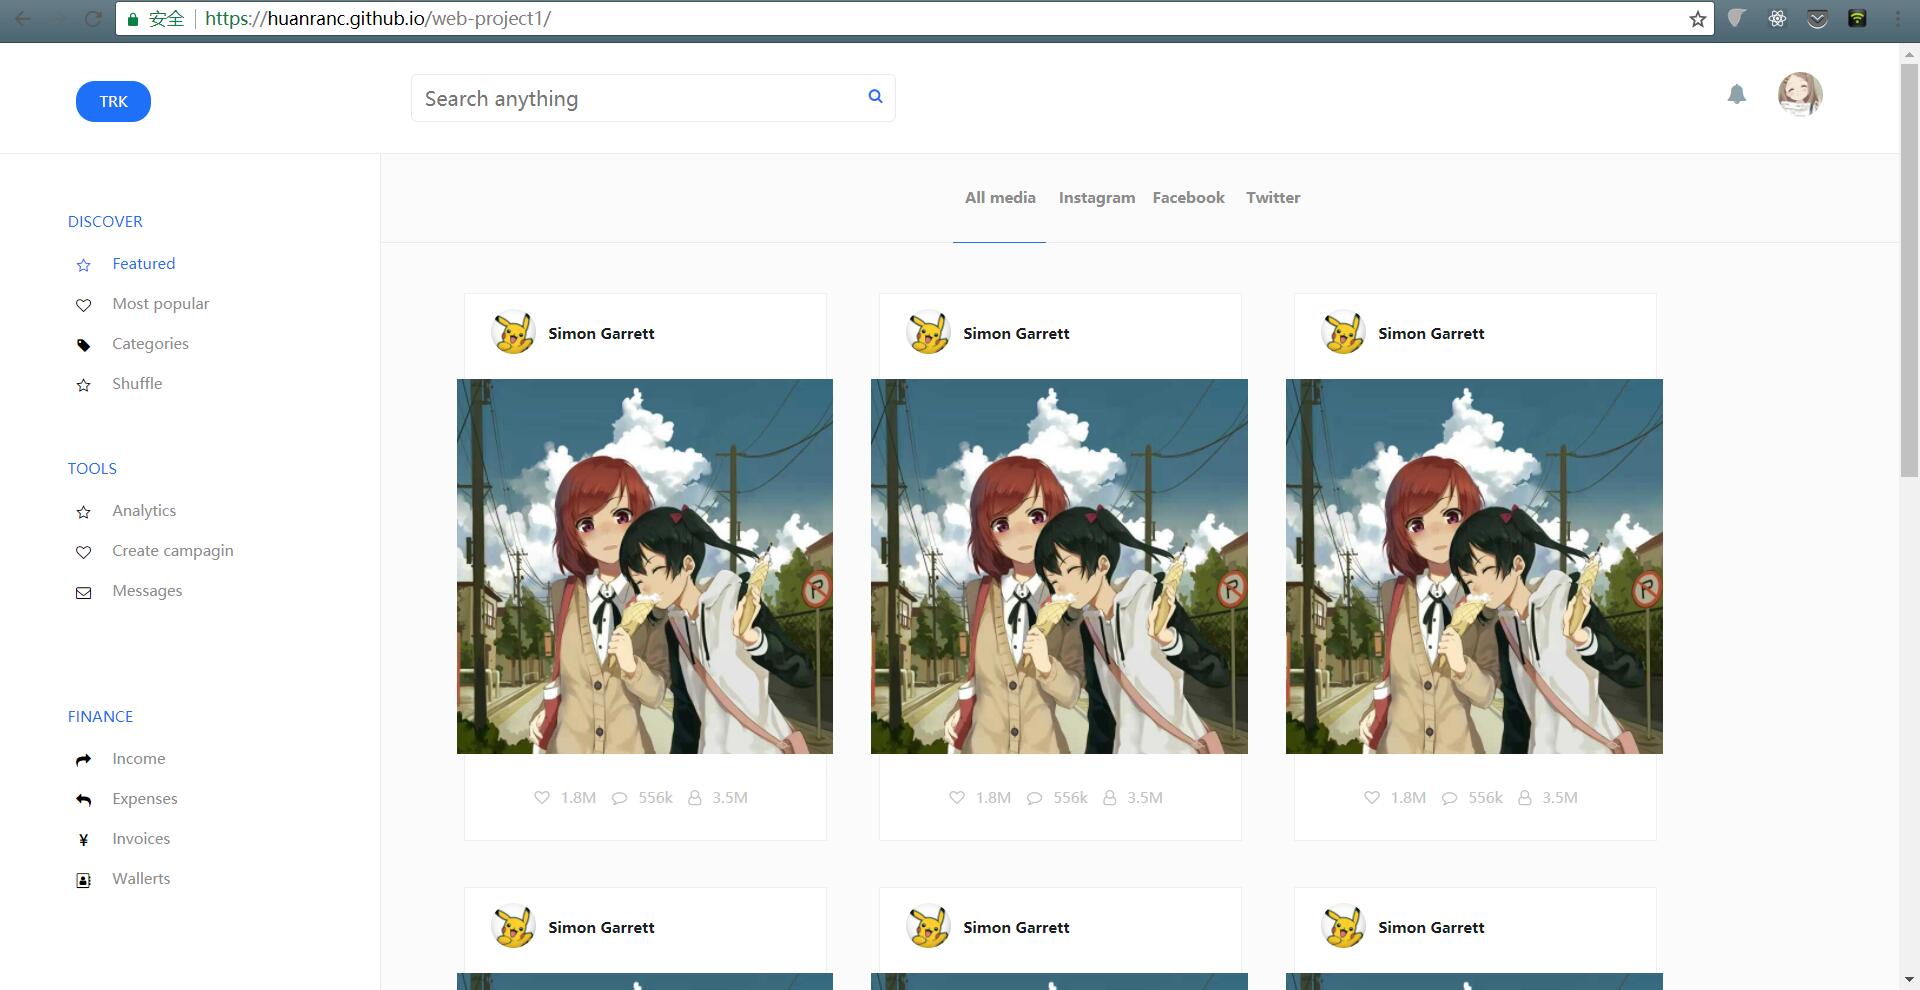 安全 https://huanranc.github.io/web-project1/
TRK
Search anything
All media Instagram Facebook Twitter
DISCOVER
Featured
Most popular
Categories
Shuffle
TOOLS
Analytics
Create campagin
Messages
FINANCE
Income
Expenses
¥ Invoices
Wallerts
Simon Garrett
1.8M 556k 3.5M
Simon Garrett
1.8M 556k 3.5M
Simon Garrett
1.8M 556k 3.5M
Simon Garrett
Simon Garrett
Simon Garrett